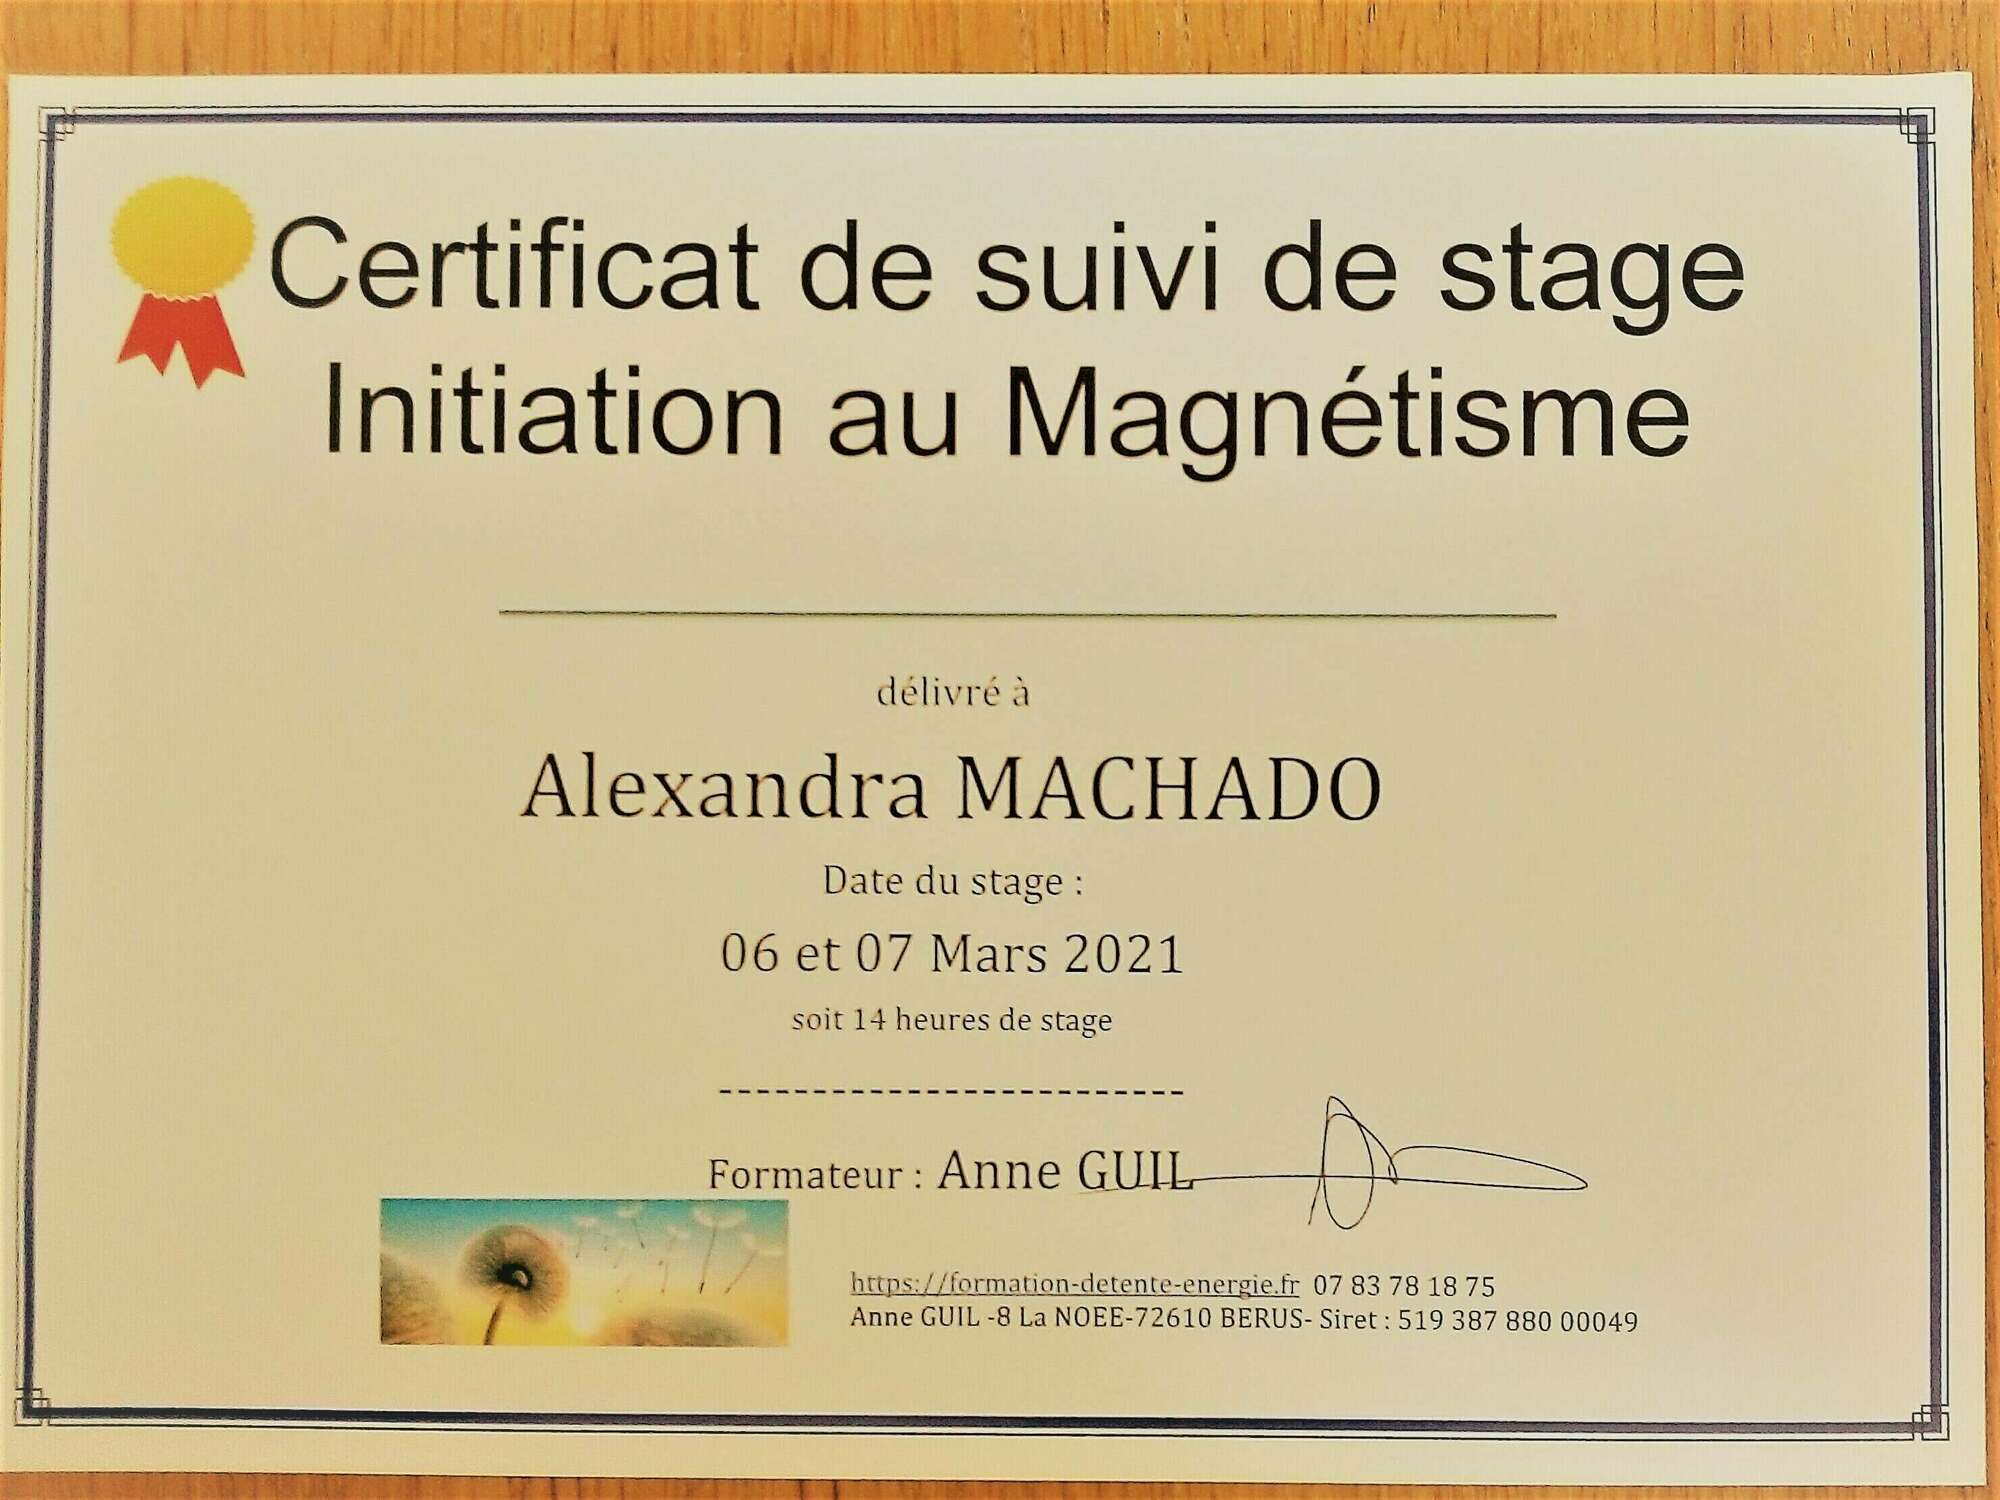 Certificat de suivi de stage
Initiation au Magnétisme
délivré à
Alexandra MACHADO
Date du stage :
06 et 07 Mars 2021
soit 14 heures de stage
-------------------------
Formateur : Anne GUIL
https://formation-detente-energie.fr 07 83 78 18 75
Anne GUIL -8 La NOEE-72610 BERUS- Siret : 519 387 880 00049